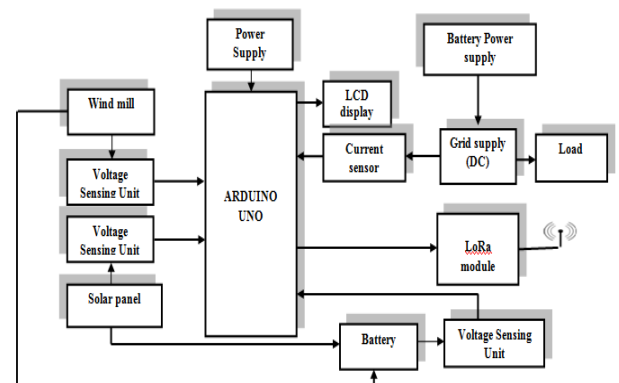 Power
Supply
Battery Power
supply
Wind mill
LCD
display
Current
sensor
Grid supply
(DC)
Load
Voltage
Sensing Unit
ARDUINO
UNO
Voltage
Sensing Unit
LoRa
module
Solar panel
Battery
Voltage Sensing
Unit